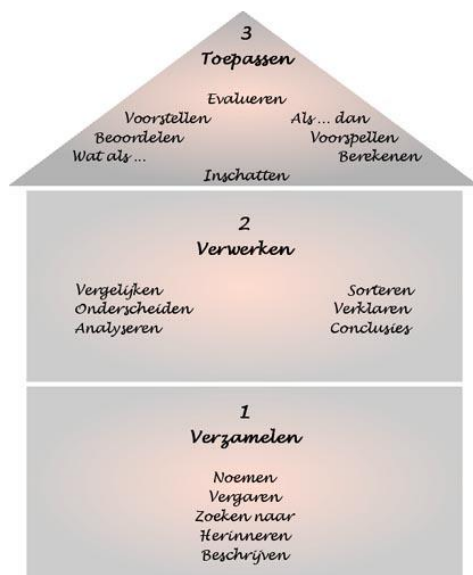 3
Toepassen
Evalueren
Voorstellen
Als ... dan
Beoordelen
Voorspellen
Wat als ...
Berekenen
Inschatten
2
Verwerken
Vergelijken
Sorteren
Onderscheiden
Verklaren
Analyseren
Conclusies
1
Verzamelen
Noemen
Vergaren
Zoeken naar
Herinneren
Beschrijven